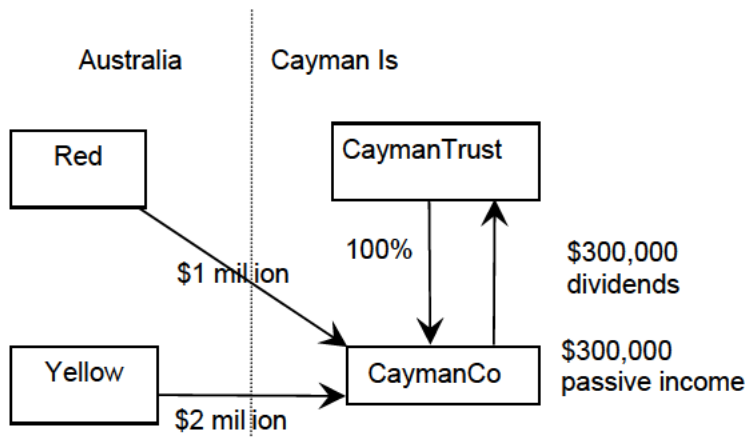 Australia
Cayman Is
Red
CaymanTrust
100%
$300,000
dividends
$1 million
Yellow
CaymanCo
$300,000
passive income
$2 million